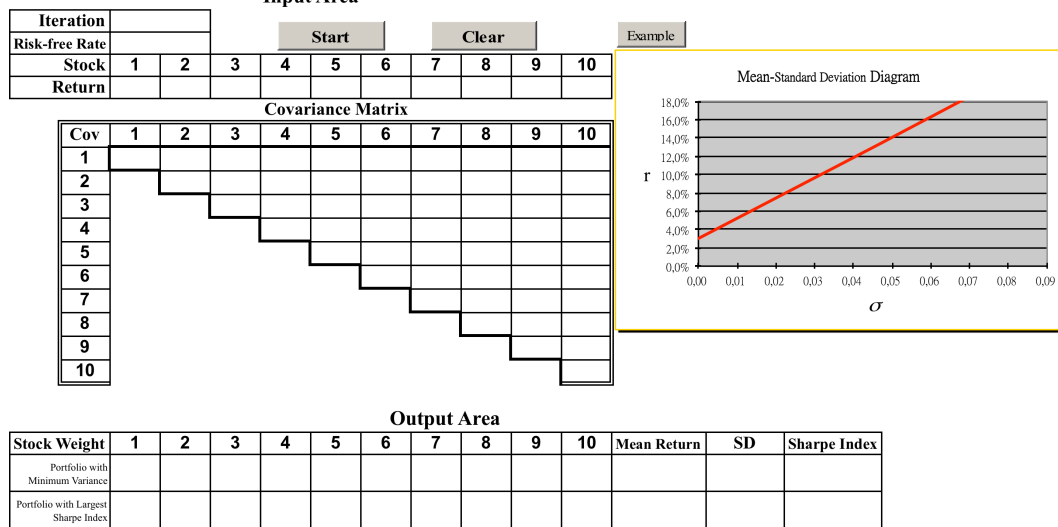 Input Area
Iteration
Start
Clear
Example
Risk-free Rate
Stock 1 2 3 4 5 6 7 8 9 10
Return
Mean-Standard Deviation Diagram
Covariance Matrix
Cov 1 2 3 4 5 6 7 8 9 10
1
2
3
4
5
6
7
8
9
10
18,0%
16,0%
14,0%
12,0%
r 10,0%
8,0%
6,0%
4,0%
2,0%
0,0%
0,00 0,01 0,02 0,03 0,04 0,05 0,06 0,07 0,08 0,09
σ
Output Area
Stock Weight 1 2 3 4 5 6 7 8 9 10 Mean Return SD Sharpe Index
Portfolio with
Minimum Variance
Portfolio with Largest
Sharpe Index